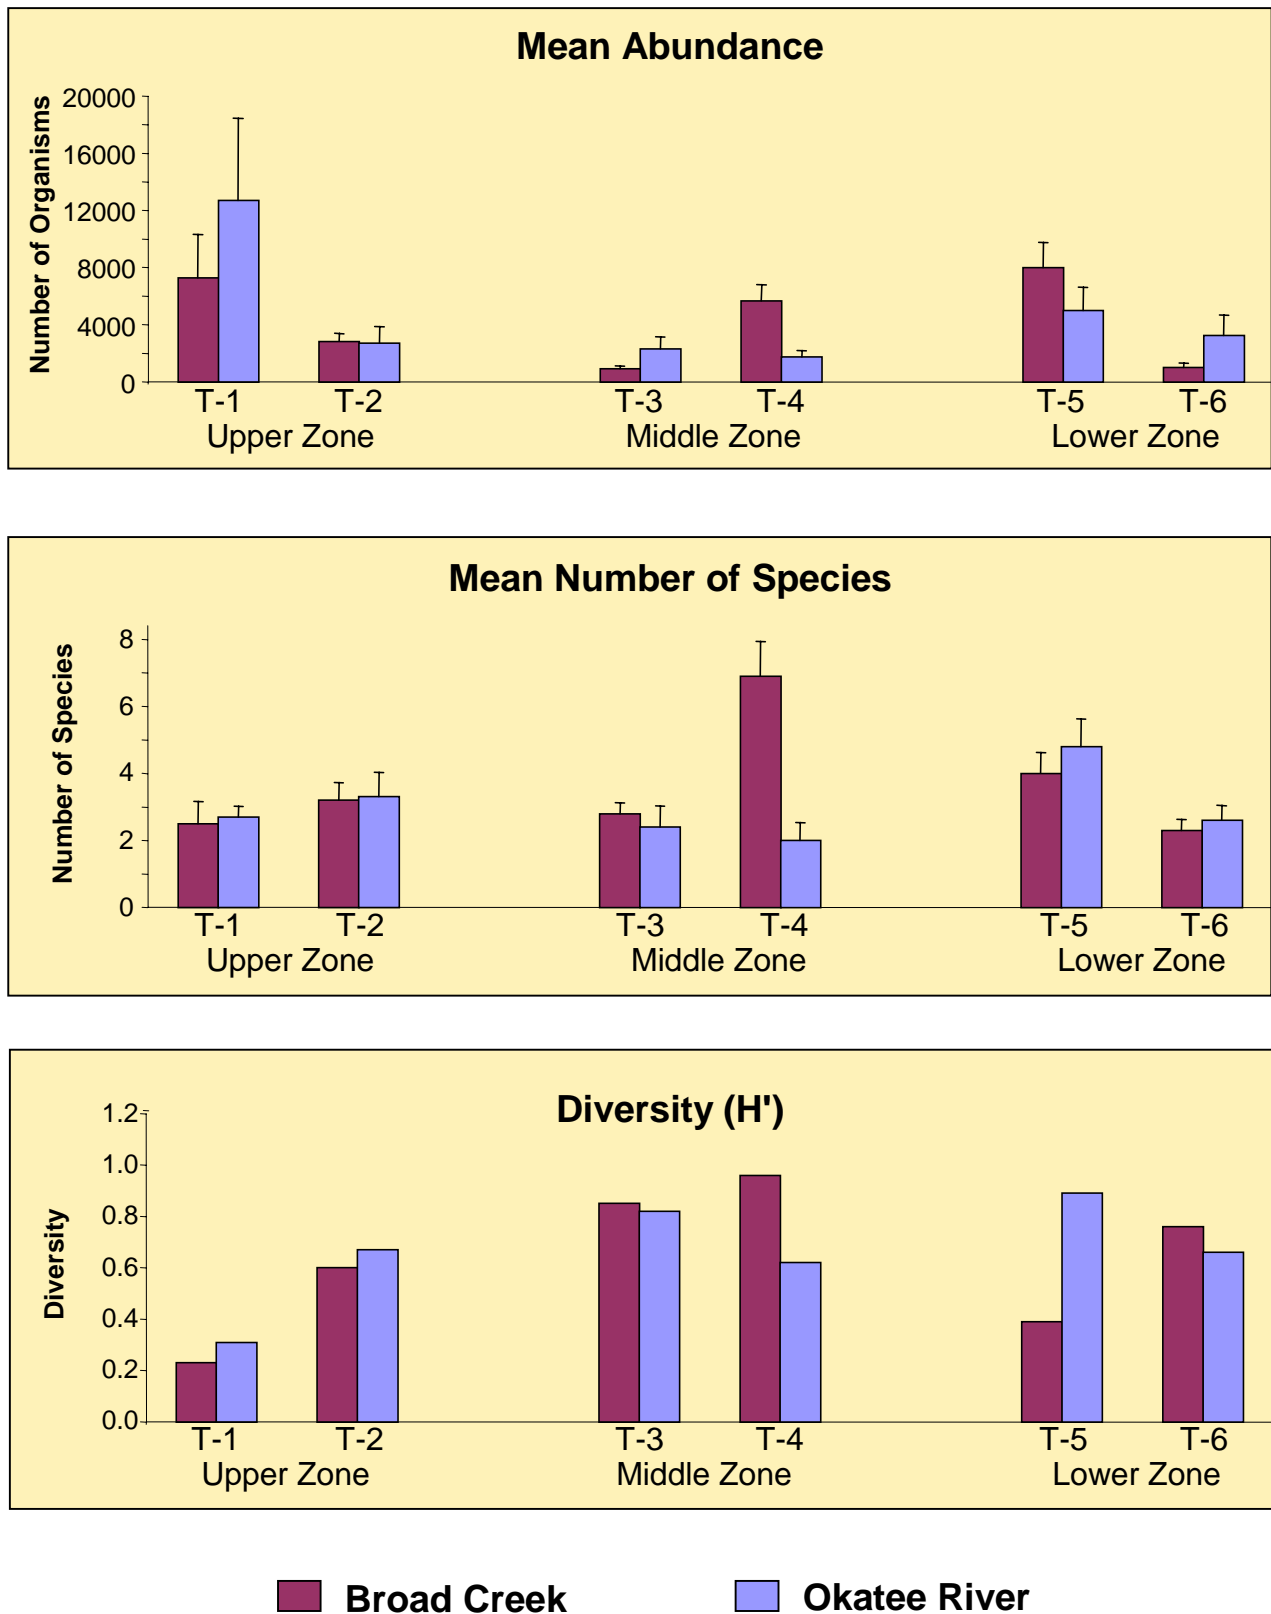 Mean Abundance
Number of Organisms
20000
16000
12000
8000
4000
0
T-1 T-2 T-3 T-4 T-5 T-6
Upper Zone Middle Zone Lower Zone
Mean Number of Species
Number of Species
8
6
4
2
0
T-1 T-2 T-3 T-4 T-5 T-6
Upper Zone Middle Zone Lower Zone
Diversity (H')
Diversity
1.2
1.0
0.8
0.6
0.4
0.2
0.0
T-1 T-2 T-3 T-4 T-5 T-6
Upper Zone Middle Zone Lower Zone
Broad Creek Okatee River